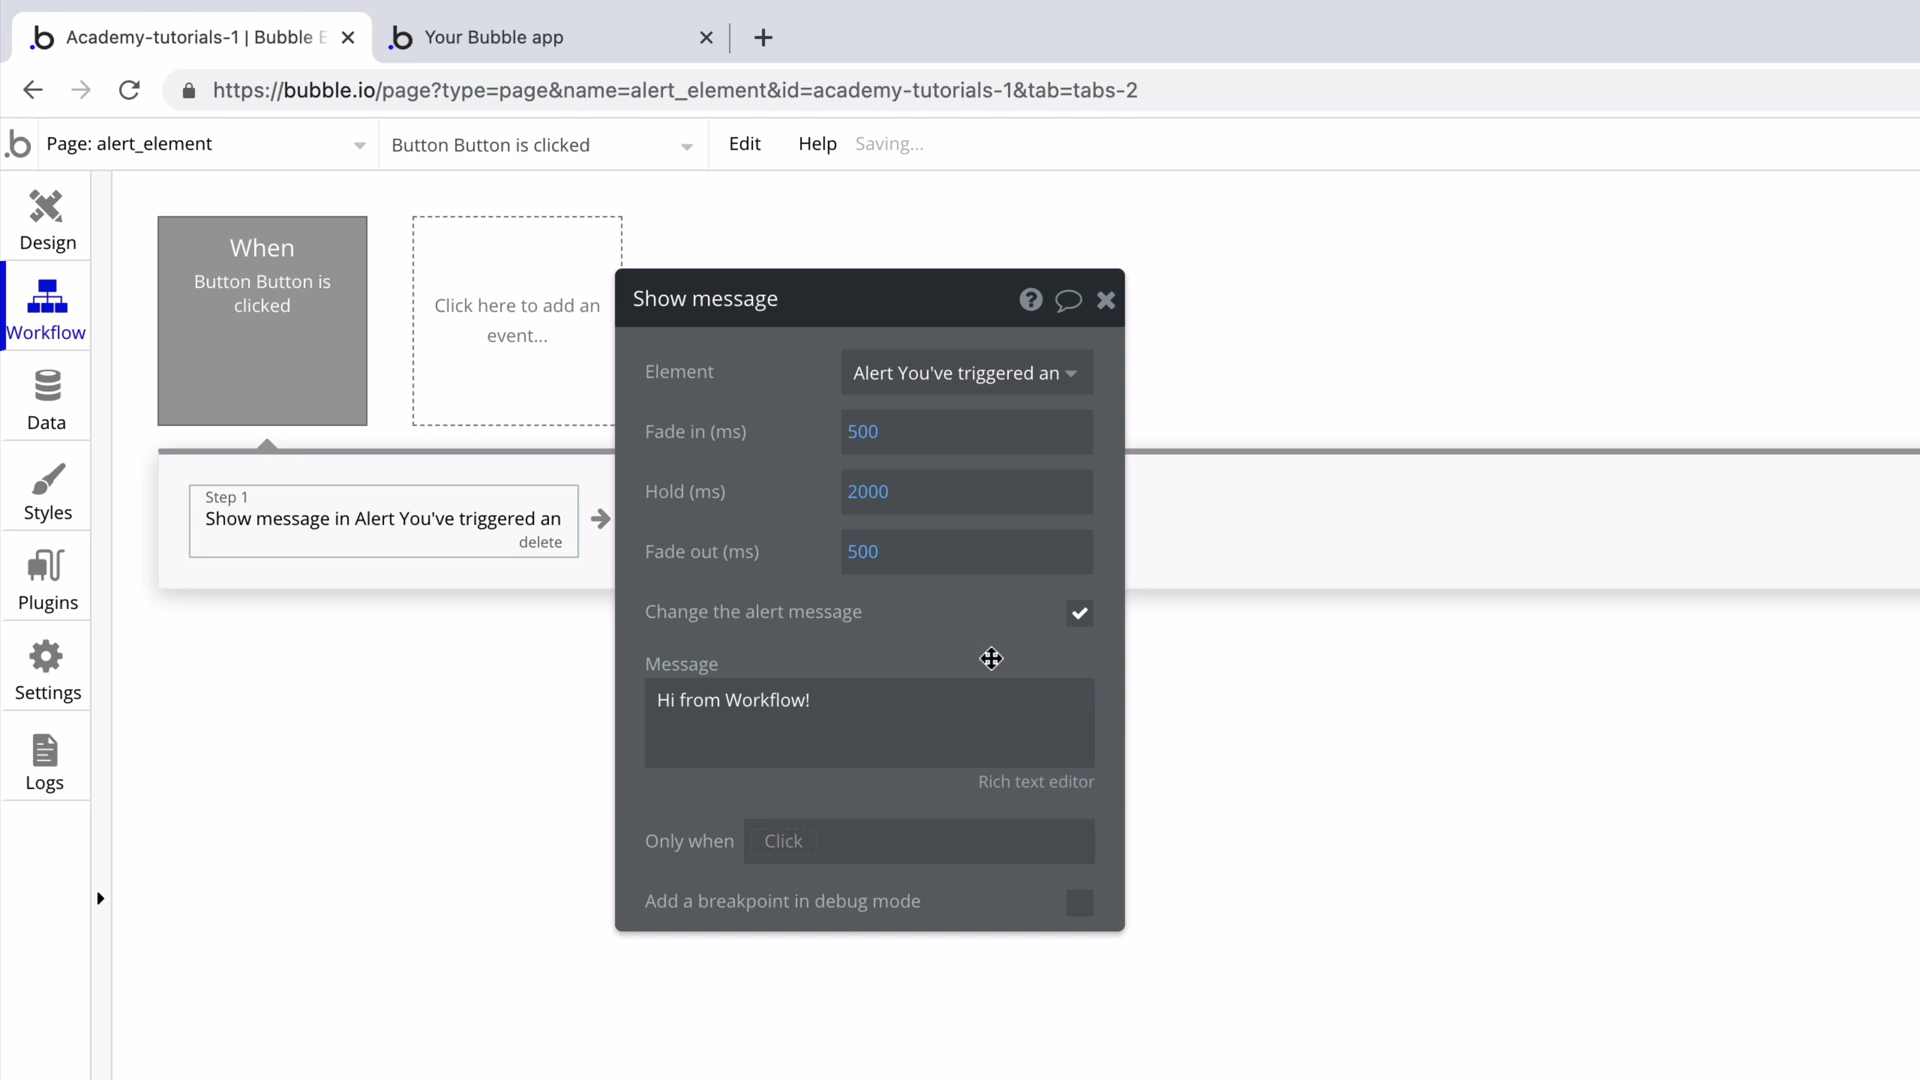 Academy-tutorials-1 | Bubble E
Your Bubble app
https://bubble.io/page?type=page&name=alert_element&id=academy-tutorials-1&tab=tabs-2
Page: alert_element
Button Button is clicked
Edit
Help
Saving...
Design
Workflow
Data
Styles
Plugins
Settings
Logs
When
Button Button is
clicked
Click here to add an
event...
Step 1
Show message in Alert You've triggered an
delete
Show message
Element
Alert You've triggered an
Fade in (ms)
500
Hold (ms)
2000
Fade out (ms)
500
Change the alert message
Message
Hi from Workflow!
Rich text editor
Only when
Click
Add a breakpoint in debug mode